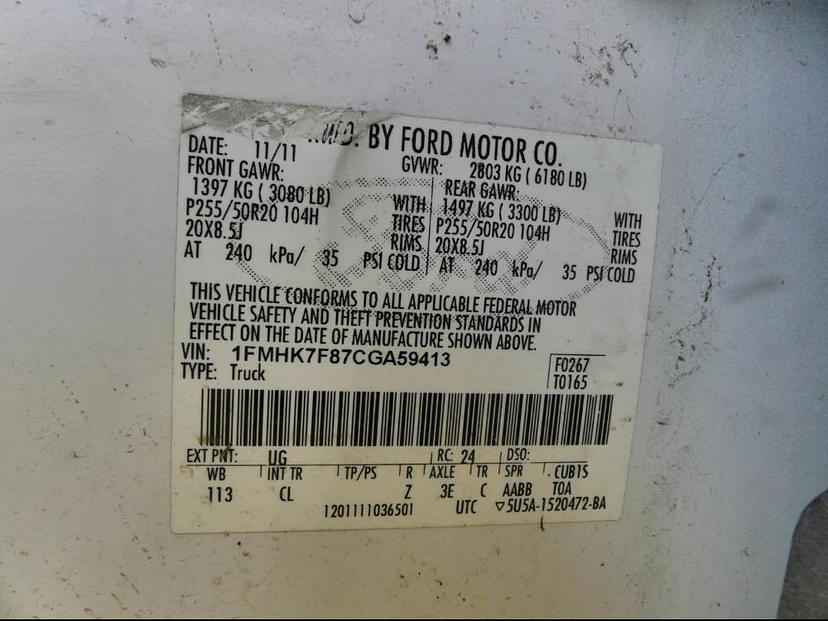 MFD. BY FORD MOTOR CO.
DATE: 11/11 GVWR: 2803 KG ( 6180 LB)
FRONT GAWR: REAR GAWR:
1397 KG ( 3080 LB) WITH 1497 KG ( 3300 LB) WITH
P255/50R20 104H TIRES P255/50R20 104H TIRES
20X8.5J RIMS 20X8.5J RIMS
AT 240 kPa/ 35 PSI COLD AT 240 kPa/ 35 PSI COLD
THIS VEHICLE CONFORMS TO ALL APPLICABLE FEDERAL MOTOR
VEHICLE SAFETY AND THEFT PREVENTION STANDARDS IN
EFFECT ON THE DATE OF MANUFACTURE SHOWN ABOVE.
VIN: 1FMHK7F87CGA59413
TYPE: Truck
F0267
T0165
EXT PNT: UG RC: 24 DSO:
WB INT TR TP/PS R AXLE TR SPR . CUBTS
113 CL Z 3E C AABB TOA
1201111036501 UTC ▽5U5A-1520472-BA